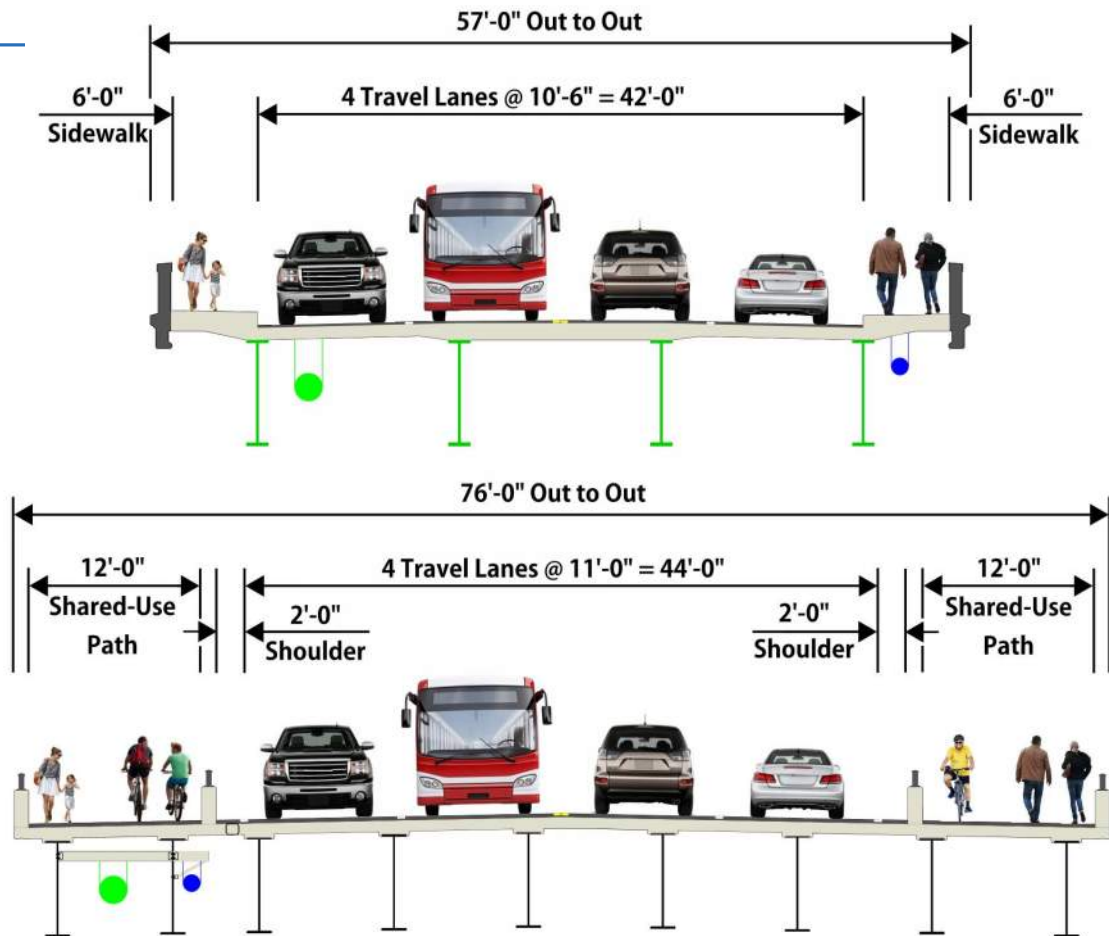 57'-0" Out to Out
6'-0"
Sidewalk
4 Travel Lanes @ 10'-6" = 42'-0"
6'-0"
Sidewalk
76'-0" Out to Out
12'-0"
Shared-Use
Path
4 Travel Lanes @ 11'-0" = 44'-0"
2'-0"
Shoulder
2'-0"
Shoulder
12'-0"
Shared-Use
Path